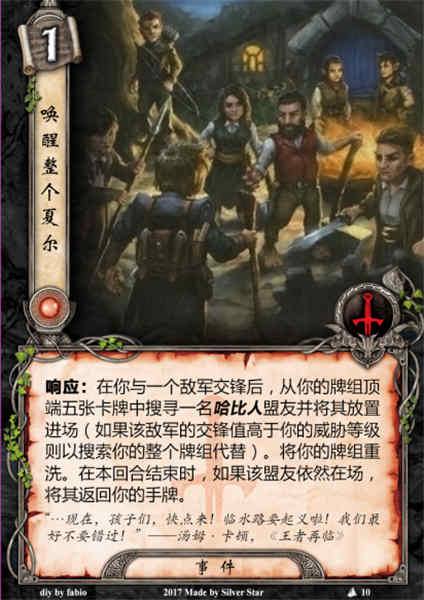 1
唤醒整个夏尔
响应：在你与一个敌军交锋后，从你的牌组顶
端五张卡牌中搜寻一名哈比人盟友并将其放置
进场（如果该敌军的交锋值高于你的威胁等级
则以搜索你的整个牌组代替）。将你的牌组重
洗。在本回合结束时，如果该盟友依然在场，
将其返回你的手牌。
“…现在，孩子们，快点来！临水路要起义啦！我们最
好不要错过！”——汤姆·卡顿，《王者再临》
事件
diy by fabio
2017 Made by Silver Star
10